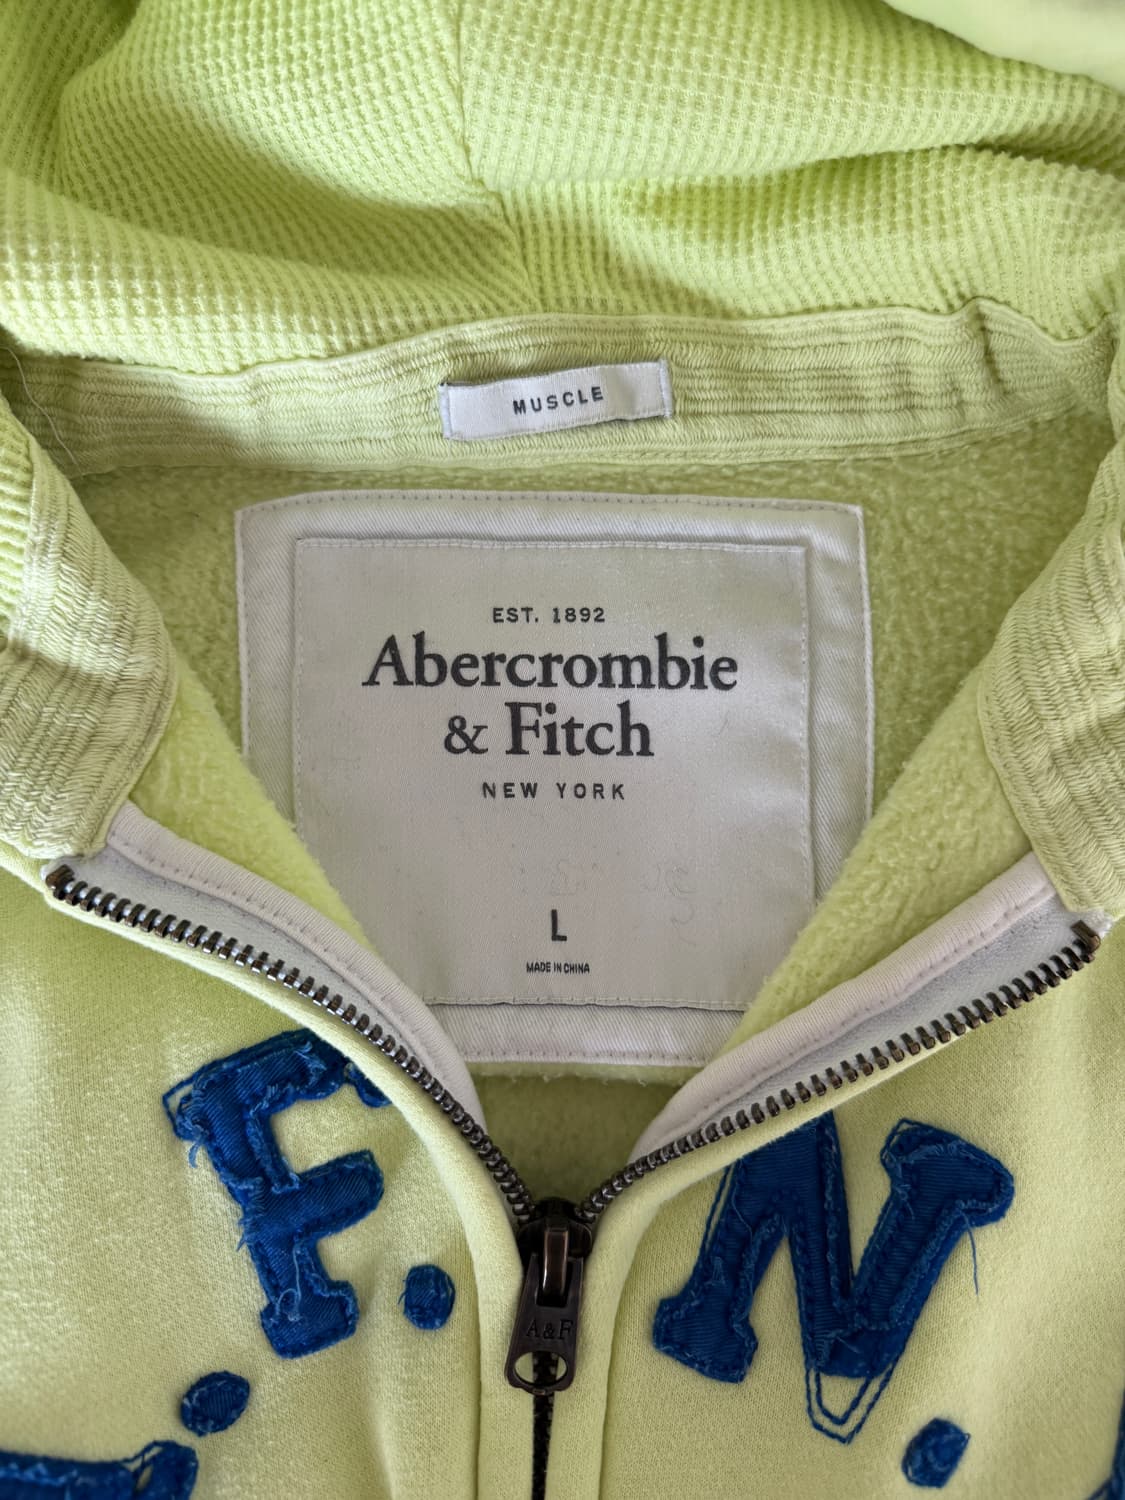 MUSCLE
EST. 1892
Abercrombie
& Fitch
NEW YORK
L
MADE IN CHINA
F. N.
A&F